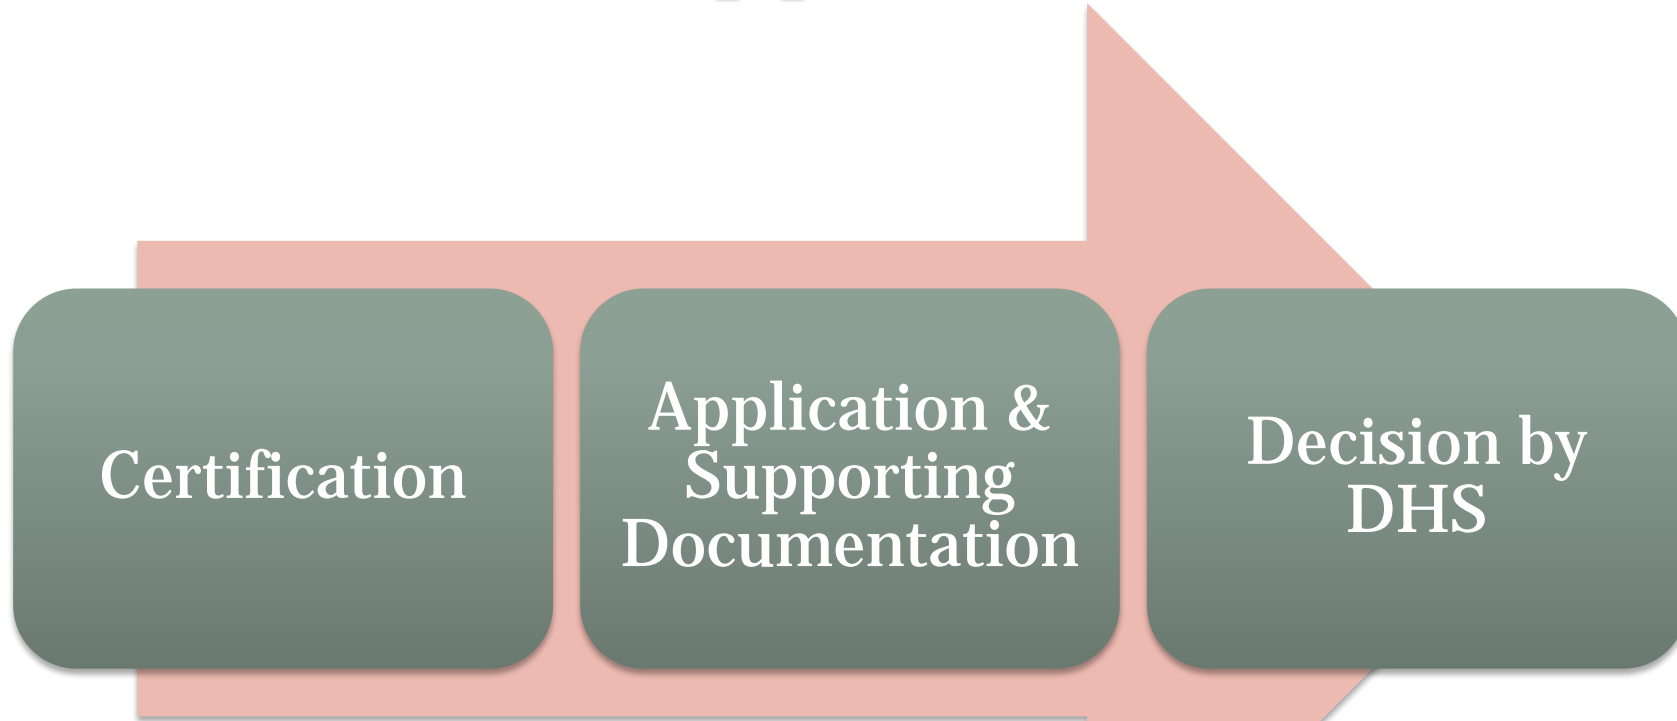 Certification
Application &
Supporting
Documentation
Decision by
DHS